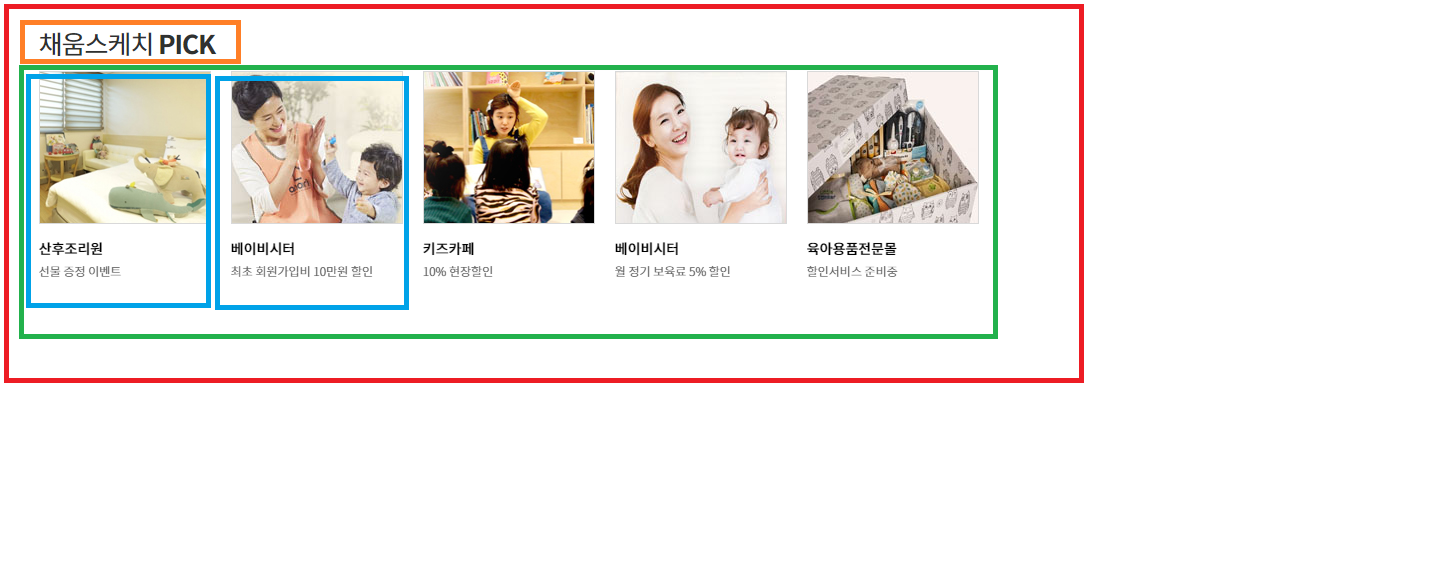 채움스케치 PICK
산후조리원
선물 증정 이벤트
베이비시터
최초 회원가입비 10만원 할인
키즈카페
10% 현장할인
베이비시터
월 정기 보육료 5% 할인
육아용품전문몰
할인서비스 준비중